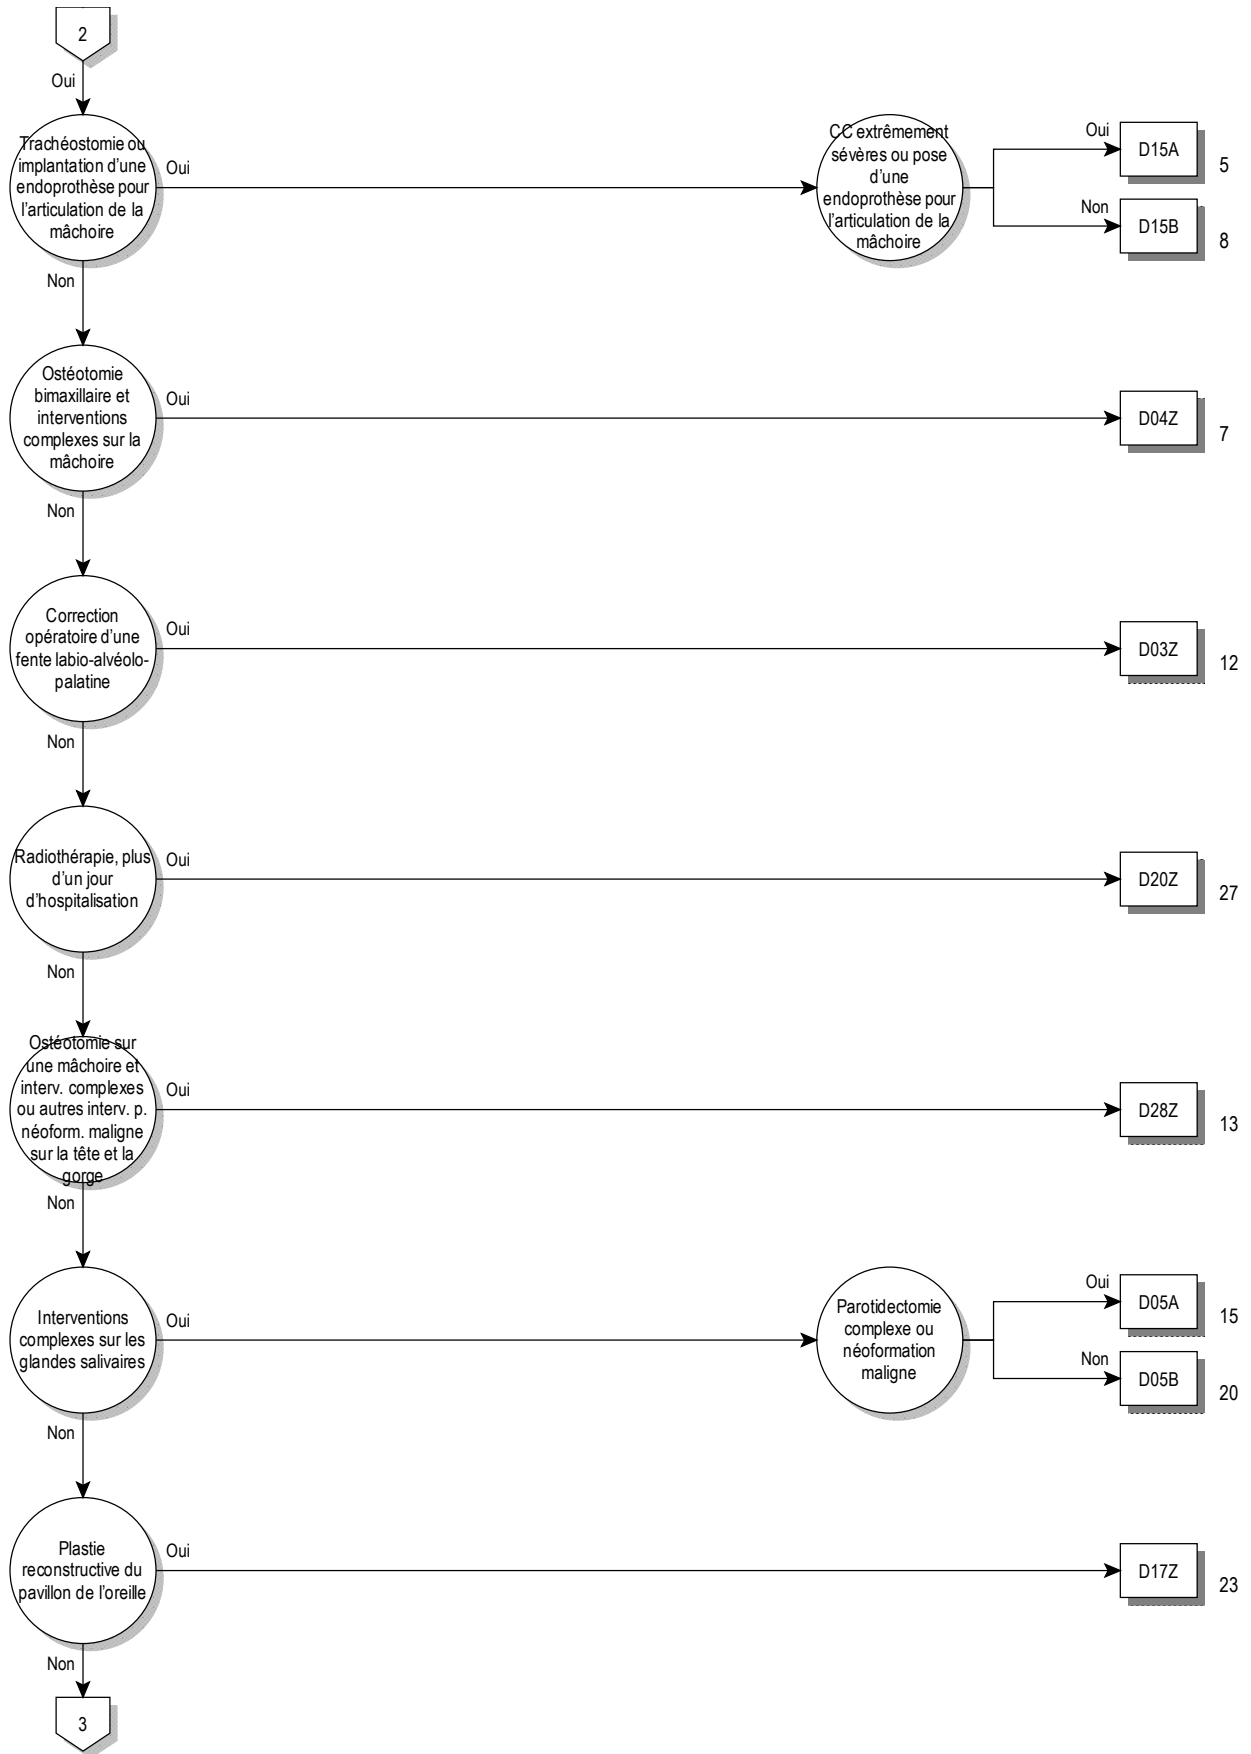 2
Oui
Trachéostomie ou
implantation d'une
endoprothèse pour
l'articulation de la
mâchoire
Oui
CC extrêmement
sévères ou pose
d'une
endoprothèse pour
l'articulation de la
mâchoire
Oui
D15A
5
Non
D15B
8
Non
Ostéotomie
bimaxillaire et
interventions
complexes sur la
mâchoire
Oui
D04Z
7
Non
Correction
opératoire d'une
fente labio-alvéolo-
palatine
Oui
D03Z
12
Non
Radiothérapie, plus
d'un jour
d'hospitalisation
Oui
D20Z
27
Non
Ostéotomie sur
une mâchoire et
interv. complexes
ou autres interv. p.
néoform. maligne
sur la tête et la
gorge
Oui
D28Z
13
Non
Interventions
complexes sur les
glandes salivaires
Oui
Parotidectomie
complexe ou
néoformation
maligne
Oui
D05A
15
Non
D05B
20
Non
Plastie
reconstructive du
pavillon de l'oreille
Oui
D17Z
23
Non
3